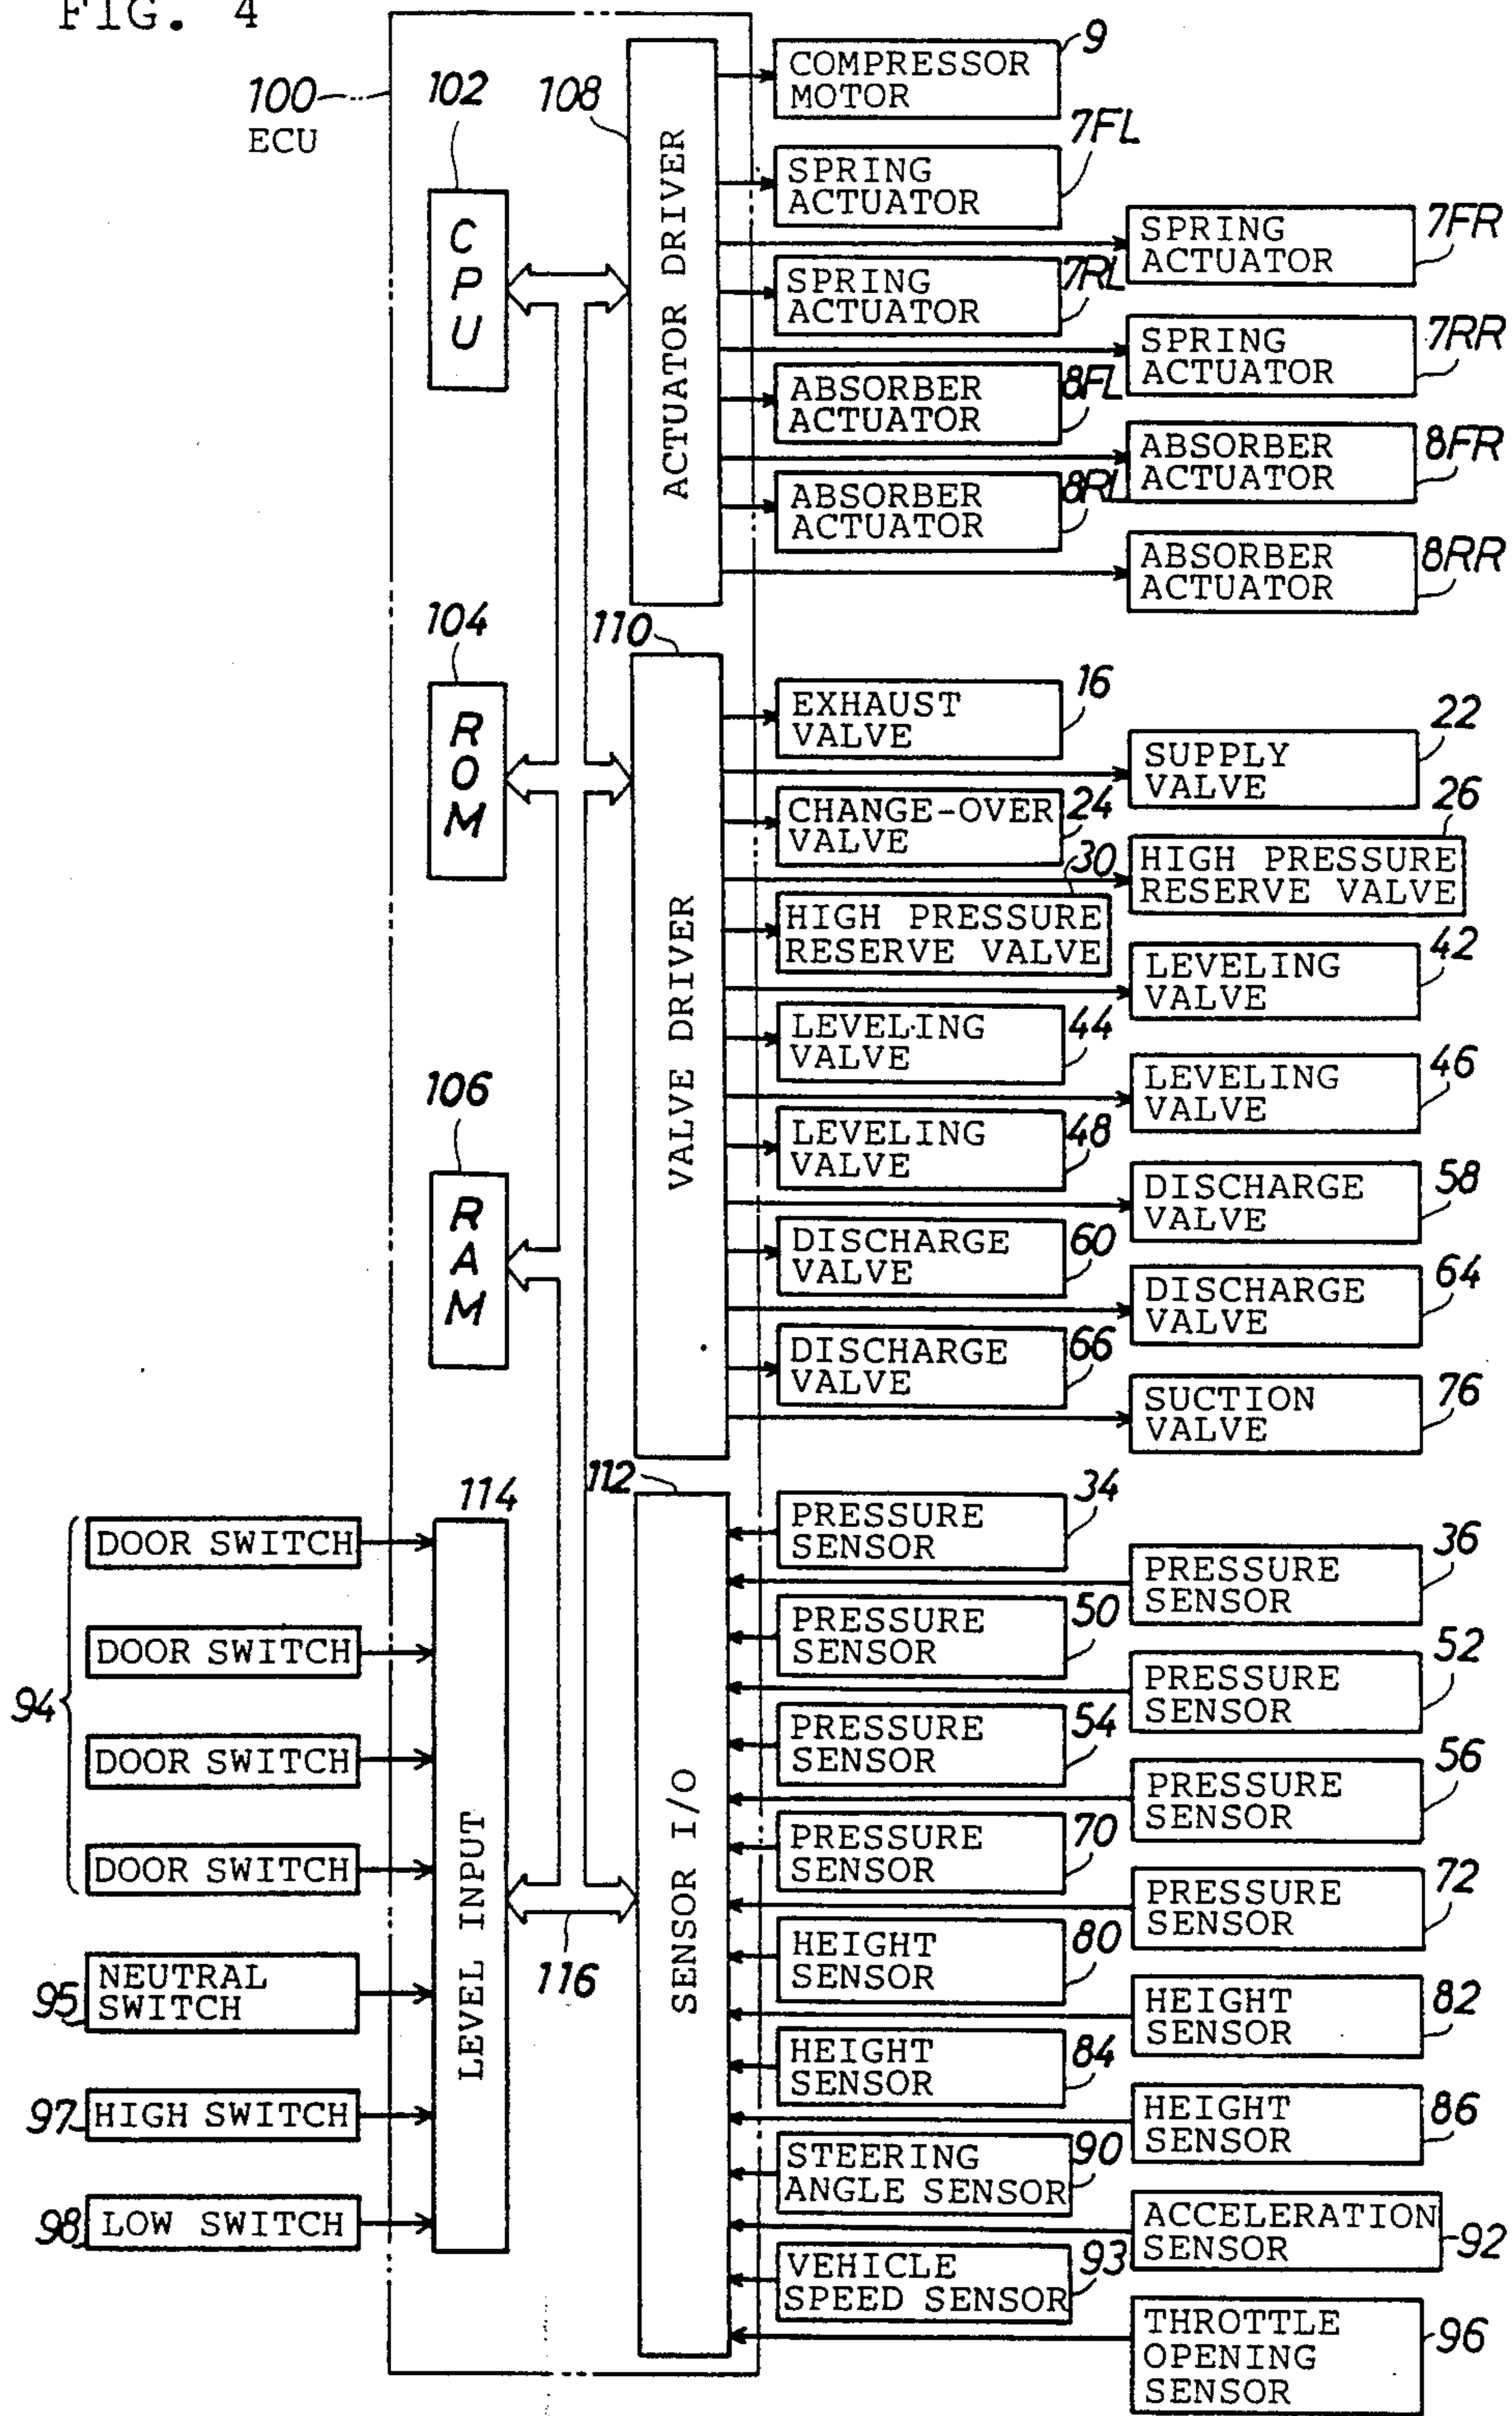 FIG. 4
100
ECU
102
CPU
104
ROM
106
RAM
108
ACTUATOR DRIVER
COMPRESSOR
MOTOR
9
SPRING
ACTUATOR
7FL
SPRING
ACTUATOR
7FR
SPRING
ACTUATOR
7RL
SPRING
ACTUATOR
7RR
ABSORBER
ACTUATOR
8FL
ABSORBER
ACTUATOR
8FR
ABSORBER
ACTUATOR
8RL
ABSORBER
ACTUATOR
8RR
110
VALVE DRIVER
EXHAUST
VALVE
16
SUPPLY
VALVE
22
CHANGE-OVER
VALVE
24
HIGH PRESSURE
RESERVE VALVE
26
HIGH PRESSURE
RESERVE VALVE
30
LEVELING
VALVE
42
LEVELING
VALVE
44
LEVELING
VALVE
46
LEVELING
VALVE
48
DISCHARGE
VALVE
58
DISCHARGE
VALVE
60
DISCHARGE
VALVE
64
DISCHARGE
VALVE
66
SUCTION
VALVE
76
112
SENSOR I/O
PRESSURE
SENSOR
34
PRESSURE
SENSOR
36
PRESSURE
SENSOR
50
PRESSURE
SENSOR
52
PRESSURE
SENSOR
54
PRESSURE
SENSOR
56
PRESSURE
SENSOR
70
PRESSURE
SENSOR
72
HEIGHT
SENSOR
80
HEIGHT
SENSOR
82
HEIGHT
SENSOR
84
HEIGHT
SENSOR
86
STEERING
ANGLE SENSOR
90
ACCELERATION
SENSOR
92
VEHICLE
SPEED SENSOR
93
THROTTLE
OPENING
SENSOR
96
114
LEVEL INPUT
116
94
DOOR SWITCH
DOOR SWITCH
DOOR SWITCH
DOOR SWITCH
95
NEUTRAL
SWITCH
97
HIGH SWITCH
98
LOW SWITCH